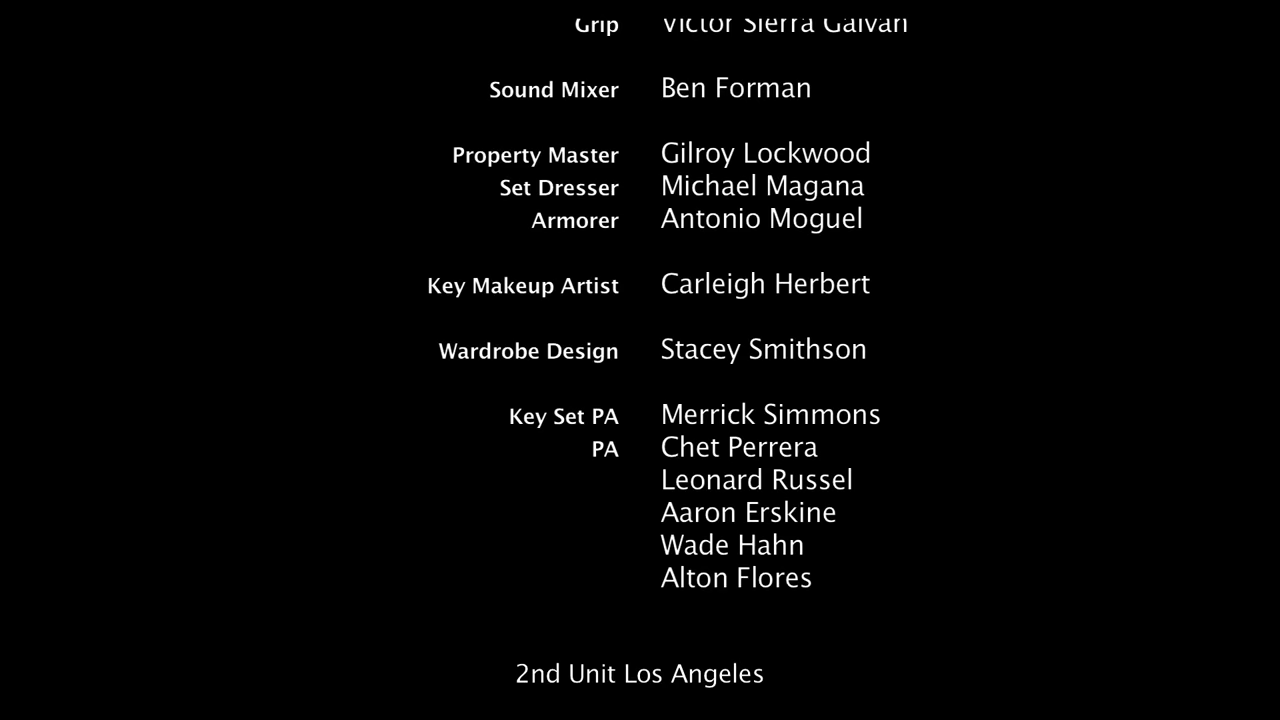 Grip Victor Sierra Galvan
Sound Mixer Ben Forman
Property Master Gilroy Lockwood
Set Dresser Michael Magana
Armorer Antonio Moguel
Key Makeup Artist Carleigh Herbert
Wardrobe Design Stacey Smithson
Key Set PA Merrick Simmons
PA Chet Perrera
Leonard Russel
Aaron Erskine
Wade Hahn
Alton Flores
2nd Unit Los Angeles